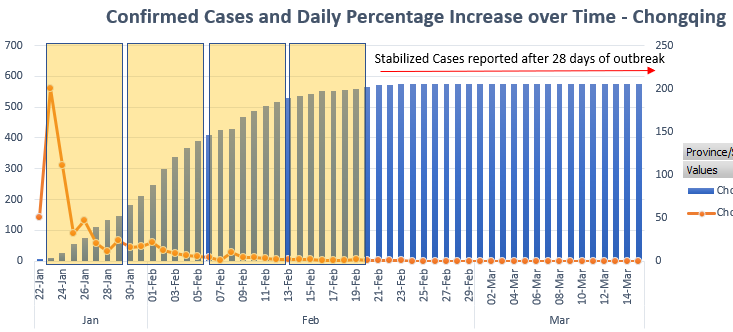 Confirmed Cases and Daily Percentage Increase over Time - Chongqing
700
600
500
400
300
200
100
0
250
200
150
100
50
0
Stabilized Cases reported after 28 days of outbreak
Province/S
Values
Cho
Cho
22-Jan
24-Jan
26-Jan
28-Jan
30-Jan
01-Feb
03-Feb
05-Feb
07-Feb
09-Feb
11-Feb
13-Feb
15-Feb
17-Feb
19-Feb
21-Feb
23-Feb
25-Feb
27-Feb
29-Feb
02-Mar
04-Mar
06-Mar
08-Mar
10-Mar
12-Mar
14-Mar
Jan
Feb
Mar